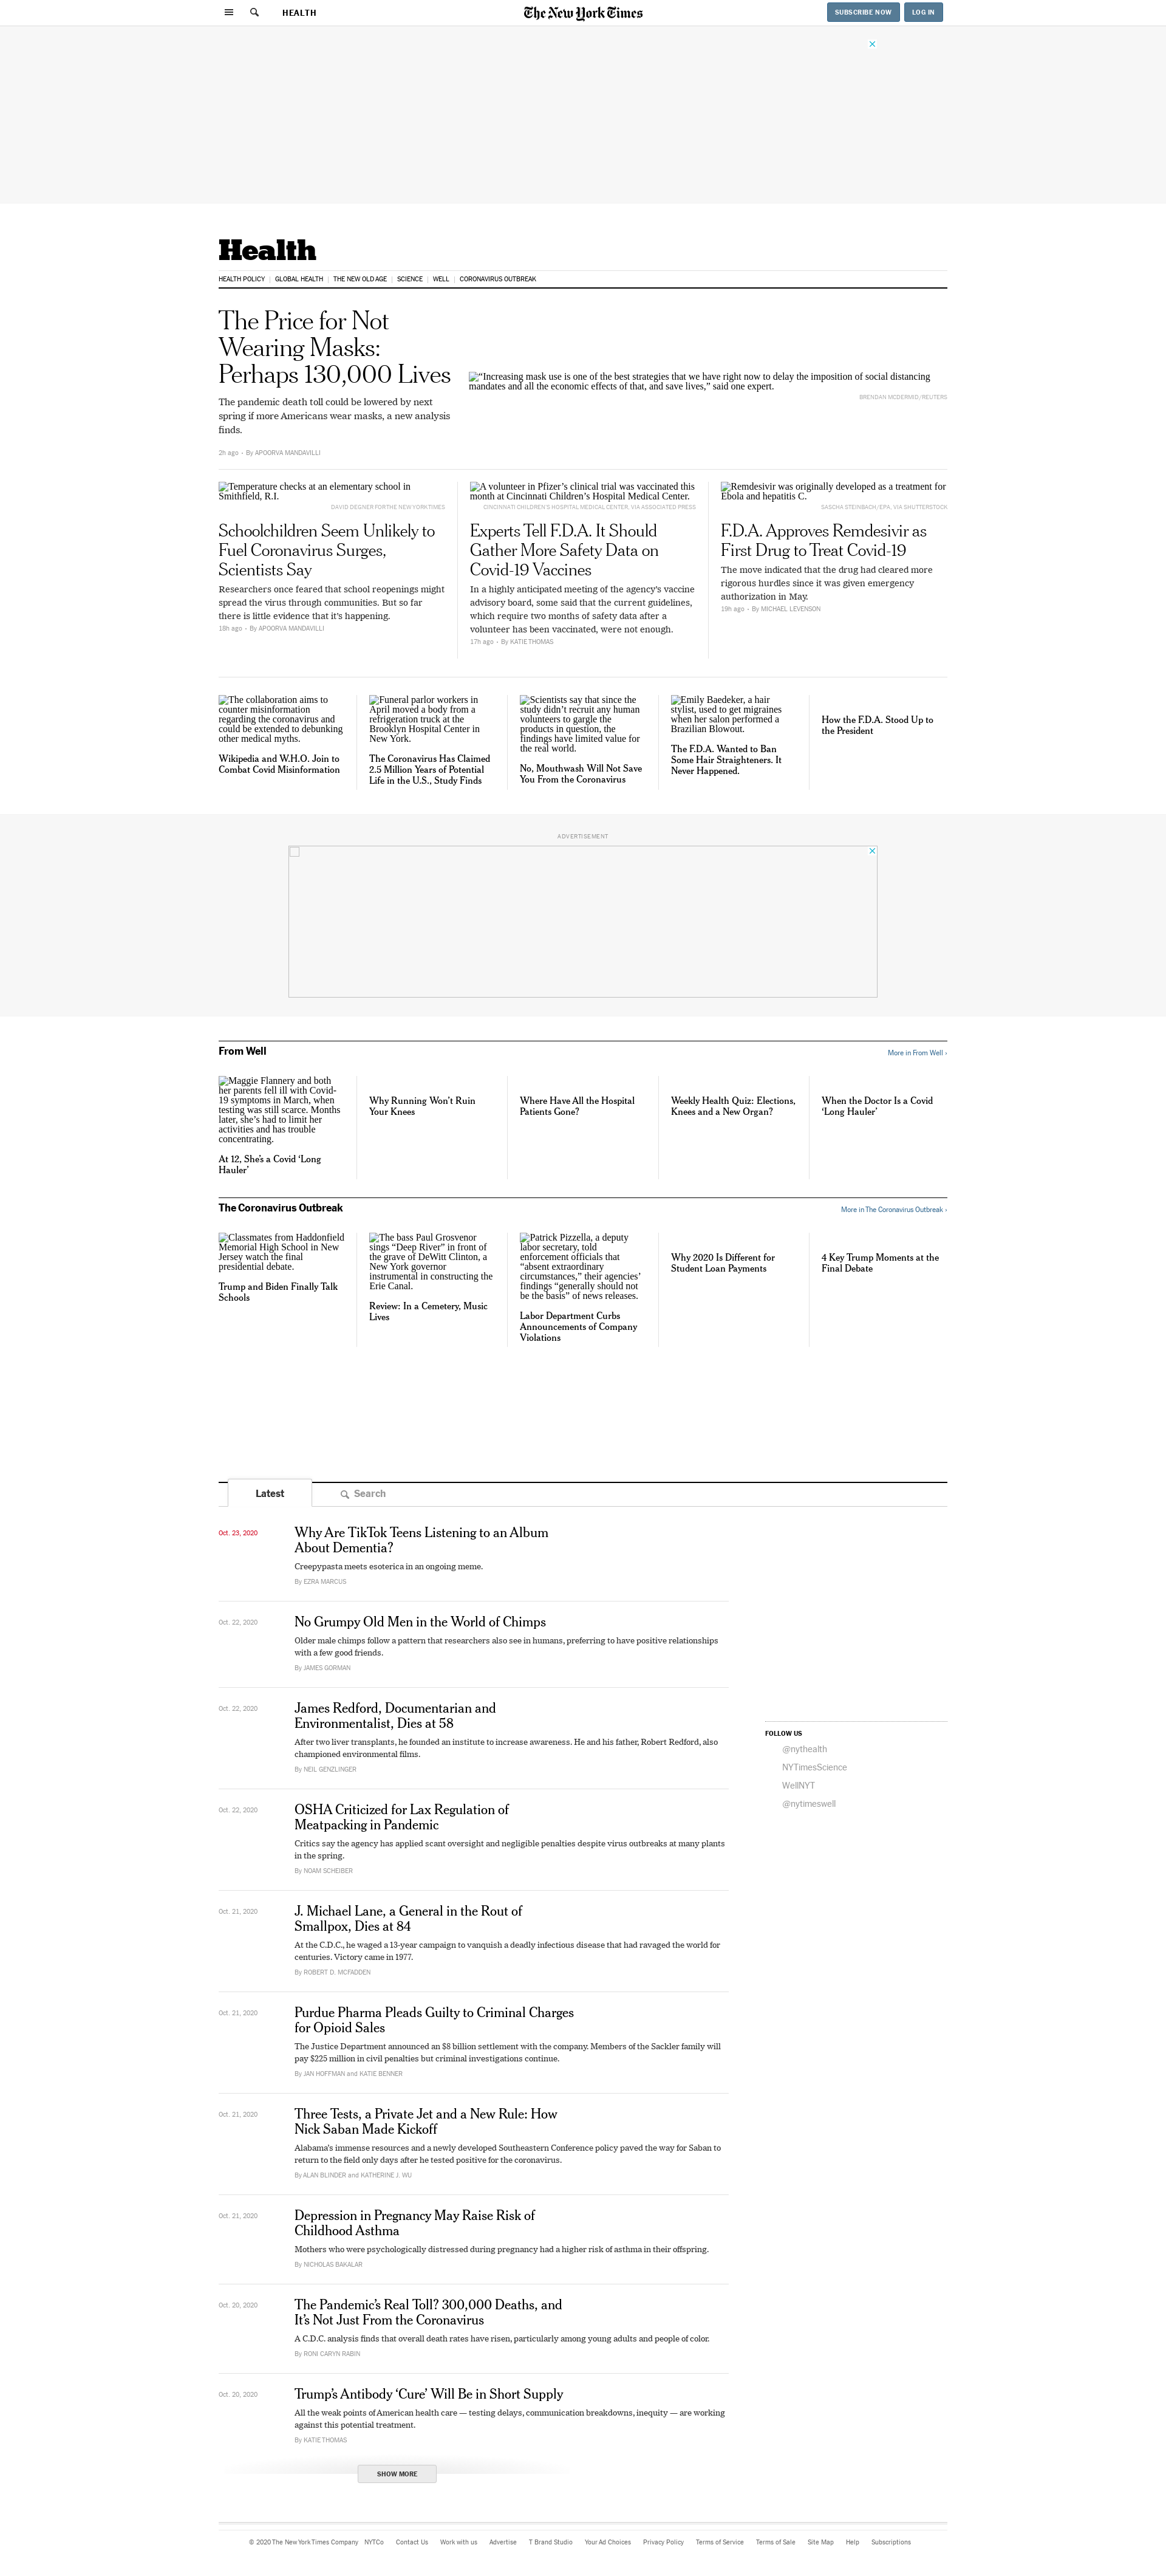 HEALTH
The New York Times
SUBSCRIBE NOW
LOG IN
Health
HEALTH POLICY
GLOBAL HEALTH
THE NEW OLD AGE
SCIENCE
WELL
CORONAVIRUS OUTBREAK
The Price for Not
Wearing Masks:
Perhaps 130,000 Lives
The pandemic death toll could be lowered by next
spring if more Americans wear masks, a new analysis
finds.
2h ago • By APOORVA MANDAVILLI
“Increasing mask use is one of the best strategies that we have right now to delay the imposition of social distancing
mandates and all the economic effects of that, and save lives,” said one expert.
BRENDAN MCDERMID/REUTERS
Temperature checks at an elementary school in
Smithfield, R.I.
DAVID DEGNER FOR THE NEW YORK TIMES
Schoolchildren Seem Unlikely to
Fuel Coronavirus Surges,
Scientists Say
Researchers once feared that school reopenings might
spread the virus through communities. But so far
there is little evidence that it’s happening.
18h ago • By APOORVA MANDAVILLI
A volunteer in Pfizer’s clinical trial was vaccinated this
month at Cincinnati Children’s Hospital Medical Center.
CINCINNATI CHILDREN'S HOSPITAL MEDICAL CENTER, VIA ASSOCIATED PRESS
Experts Tell F.D.A. It Should
Gather More Safety Data on
Covid-19 Vaccines
In a highly anticipated meeting of the agency’s vaccine
advisory board, some said that the current guidelines,
which require two months of safety data after a
volunteer has been vaccinated, were not enough.
17h ago • By KATIE THOMAS
Remdesivir was originally developed as a treatment for
Ebola and hepatitis C.
SASCHA STEINBACH/EPA, VIA SHUTTERSTOCK
F.D.A. Approves Remdesivir as
First Drug to Treat Covid-19
The move indicated that the drug had cleared more
rigorous hurdles since it was given emergency
authorization in May.
19h ago • By MICHAEL LEVENSON
The collaboration aims to
counter misinformation
regarding the coronavirus and
could be extended to debunking
other medical myths.
Wikipedia and W.H.O. Join to
Combat Covid Misinformation
Funeral parlor workers in
April moved a body from a
refrigeration truck at the
Brooklyn Hospital Center in
New York.
The Coronavirus Has Claimed
2.5 Million Years of Potential
Life in the U.S., Study Finds
Scientists say that since the
study didn’t recruit any human
volunteers to gargle the
products in question, the
findings have limited value for
the real world.
No, Mouthwash Will Not Save
You From the Coronavirus
Emily Baedeker, a hair
stylist, used to get migraines
when her salon performed a
Brazilian Blowout.
The F.D.A. Wanted to Ban
Some Hair Straighteners. It
Never Happened.
How the F.D.A. Stood Up to
the President
ADVERTISEMENT
From Well
More in From Well ›
Maggie Flannery and both
her parents fell ill with Covid-
19 symptoms in March, when
testing was still scarce. Months
later, she’s had to limit her
activities and has trouble
concentrating.
At 12, She’s a Covid ‘Long
Hauler’
Why Running Won’t Ruin
Your Knees
Where Have All the Hospital
Patients Gone?
Weekly Health Quiz: Elections,
Knees and a New Organ?
When the Doctor Is a Covid
‘Long Hauler’
The Coronavirus Outbreak
More in The Coronavirus Outbreak ›
Classmates from Haddonfield
Memorial High School in New
Jersey watch the final
presidential debate.
Trump and Biden Finally Talk
Schools
The bass Paul Grosvenor
sings “Deep River” in front of
the grave of DeWitt Clinton, a
New York governor
instrumental in constructing the
Erie Canal.
Review: In a Cemetery, Music
Lives
Patrick Pizzella, a deputy
labor secretary, told
enforcement officials that
“absent extraordinary
circumstances,” their agencies’
findings “generally should not
be the basis” of news releases.
Labor Department Curbs
Announcements of Company
Violations
Why 2020 Is Different for
Student Loan Payments
4 Key Trump Moments at the
Final Debate
Latest
Search
Oct. 23, 2020
Why Are TikTok Teens Listening to an Album
About Dementia?
Creepypasta meets esoterica in an ongoing meme.
By EZRA MARCUS
Oct. 22, 2020
No Grumpy Old Men in the World of Chimps
Older male chimps follow a pattern that researchers also see in humans, preferring to have positive relationships
with a few good friends.
By JAMES GORMAN
Oct. 22, 2020
James Redford, Documentarian and
Environmentalist, Dies at 58
After two liver transplants, he founded an institute to increase awareness. He and his father, Robert Redford, also
championed environmental films.
By NEIL GENZLINGER
FOLLOW US
@nythealth
NYTimesScience
WellNYT
@nytimeswell
Oct. 22, 2020
OSHA Criticized for Lax Regulation of
Meatpacking in Pandemic
Critics say the agency has applied scant oversight and negligible penalties despite virus outbreaks at many plants
in the spring.
By NOAM SCHEIBER
Oct. 21, 2020
J. Michael Lane, a General in the Rout of
Smallpox, Dies at 84
At the C.D.C., he waged a 13-year campaign to vanquish a deadly infectious disease that had ravaged the world for
centuries. Victory came in 1977.
By ROBERT D. MCFADDEN
Oct. 21, 2020
Purdue Pharma Pleads Guilty to Criminal Charges
for Opioid Sales
The Justice Department announced an $8 billion settlement with the company. Members of the Sackler family will
pay $225 million in civil penalties but criminal investigations continue.
By JAN HOFFMAN and KATIE BENNER
Oct. 21, 2020
Three Tests, a Private Jet and a New Rule: How
Nick Saban Made Kickoff
Alabama’s immense resources and a newly developed Southeastern Conference policy paved the way for Saban to
return to the field only days after he tested positive for the coronavirus.
By ALAN BLINDER and KATHERINE J. WU
Oct. 21, 2020
Depression in Pregnancy May Raise Risk of
Childhood Asthma
Mothers who were psychologically distressed during pregnancy had a higher risk of asthma in their offspring.
By NICHOLAS BAKALAR
Oct. 20, 2020
The Pandemic’s Real Toll? 300,000 Deaths, and
It’s Not Just From the Coronavirus
A C.D.C. analysis finds that overall death rates have risen, particularly among young adults and people of color.
By RONI CARYN RABIN
Oct. 20, 2020
Trump’s Antibody ‘Cure’ Will Be in Short Supply
All the weak points of American health care — testing delays, communication breakdowns, inequity — are working
against this potential treatment.
By KATIE THOMAS
SHOW MORE
© 2020 The New York Times Company
NYTCo
Contact Us
Work with us
Advertise
T Brand Studio
Your Ad Choices
Privacy Policy
Terms of Service
Terms of Sale
Site Map
Help
Subscriptions